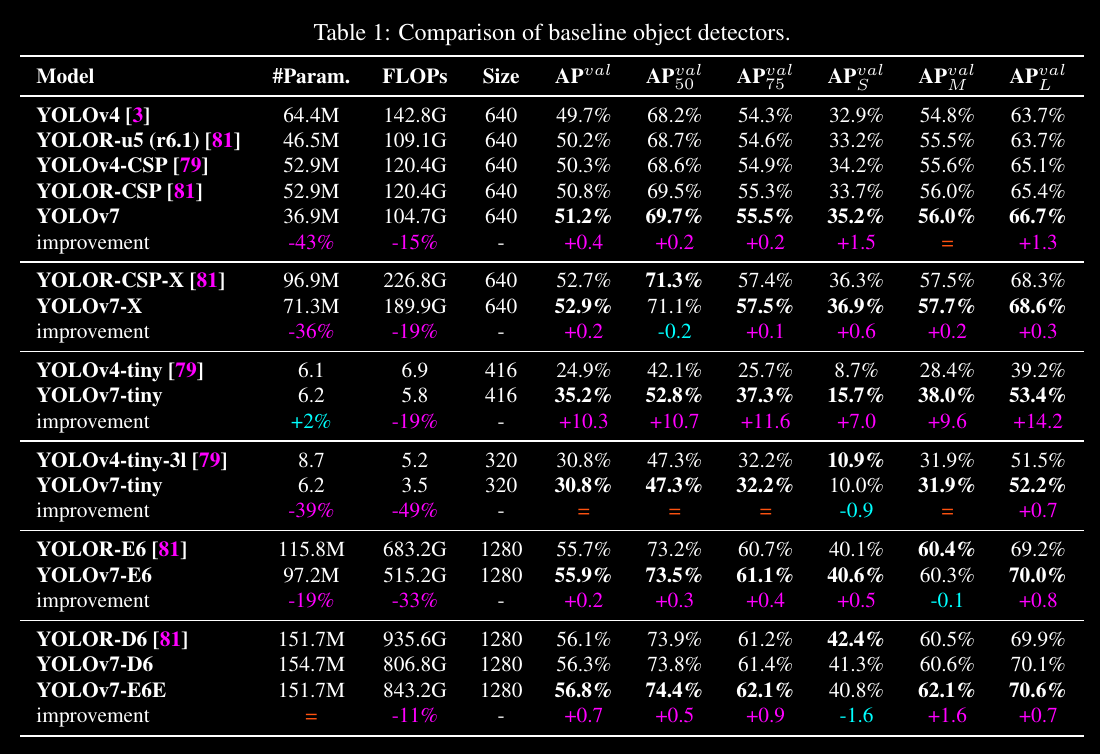 Table 1: Comparison of baseline object detectors.
Model #Param. FLOPs Size AP^val AP_50^val AP_75^val AP_S^val AP_M^val AP_L^val
YOLOv4 [3] 64.4M 142.8G 640 49.7% 68.2% 54.3% 32.9% 54.8% 63.7%
YOLOR-u5 (r6.1) [81] 46.5M 109.1G 640 50.2% 68.7% 54.6% 33.2% 55.5% 63.7%
YOLOv4-CSP [79] 52.9M 120.4G 640 50.3% 68.6% 54.9% 34.2% 55.6% 65.1%
YOLOR-CSP [81] 52.9M 120.4G 640 50.8% 69.5% 55.3% 33.7% 56.0% 65.4%
YOLOv7 36.9M 104.7G 640 51.2% 69.7% 55.5% 35.2% 56.0% 66.7%
improvement -43% -15% - +0.4 +0.2 +0.2 +1.5 = +1.3
YOLOR-CSP-X [81] 96.9M 226.8G 640 52.7% 71.3% 57.4% 36.3% 57.5% 68.3%
YOLOv7-X 71.3M 189.9G 640 52.9% 71.1% 57.5% 36.9% 57.7% 68.6%
improvement -36% -19% - +0.2 -0.2 +0.1 +0.6 +0.2 +0.3
YOLOv4-tiny [79] 6.1 6.9 416 24.9% 42.1% 25.7% 8.7% 28.4% 39.2%
YOLOv7-tiny 6.2 5.8 416 35.2% 52.8% 37.3% 15.7% 38.0% 53.4%
improvement +2% -19% - +10.3 +10.7 +11.6 +7.0 +9.6 +14.2
YOLOv4-tiny-3l [79] 8.7 5.2 320 30.8% 47.3% 32.2% 10.9% 31.9% 51.5%
YOLOv7-tiny 6.2 3.5 320 30.8% 47.3% 32.2% 10.0% 31.9% 52.2%
improvement -39% -49% - = = = -0.9 = +0.7
YOLOR-E6 [81] 115.8M 683.2G 1280 55.7% 73.2% 60.7% 40.1% 60.4% 69.2%
YOLOv7-E6 97.2M 515.2G 1280 55.9% 73.5% 61.1% 40.6% 60.3% 70.0%
improvement -19% -33% - +0.2 +0.3 +0.4 +0.5 -0.1 +0.8
YOLOR-D6 [81] 151.7M 935.6G 1280 56.1% 73.9% 61.2% 42.4% 60.5% 69.9%
YOLOv7-D6 154.7M 806.8G 1280 56.3% 73.8% 61.4% 41.3% 60.6% 70.1%
YOLOv7-E6E 151.7M 843.2G 1280 56.8% 74.4% 62.1% 40.8% 62.1% 70.6%
improvement = -11% - +0.7 +0.5 +0.9 -1.6 +1.6 +0.7